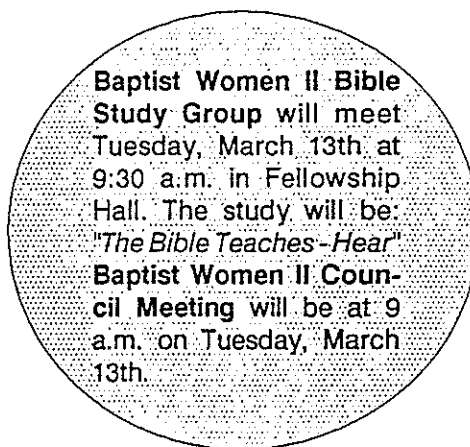 Baptist Women II Bible
Study Group will meet
Tuesday, March 13th at
9:30 a.m. in Fellowship
Hall. The study will be:
"The Bible Teaches - Hear"
Baptist Women II Coun-
cil Meeting will be at 9
a.m. on Tuesday, March
13th.